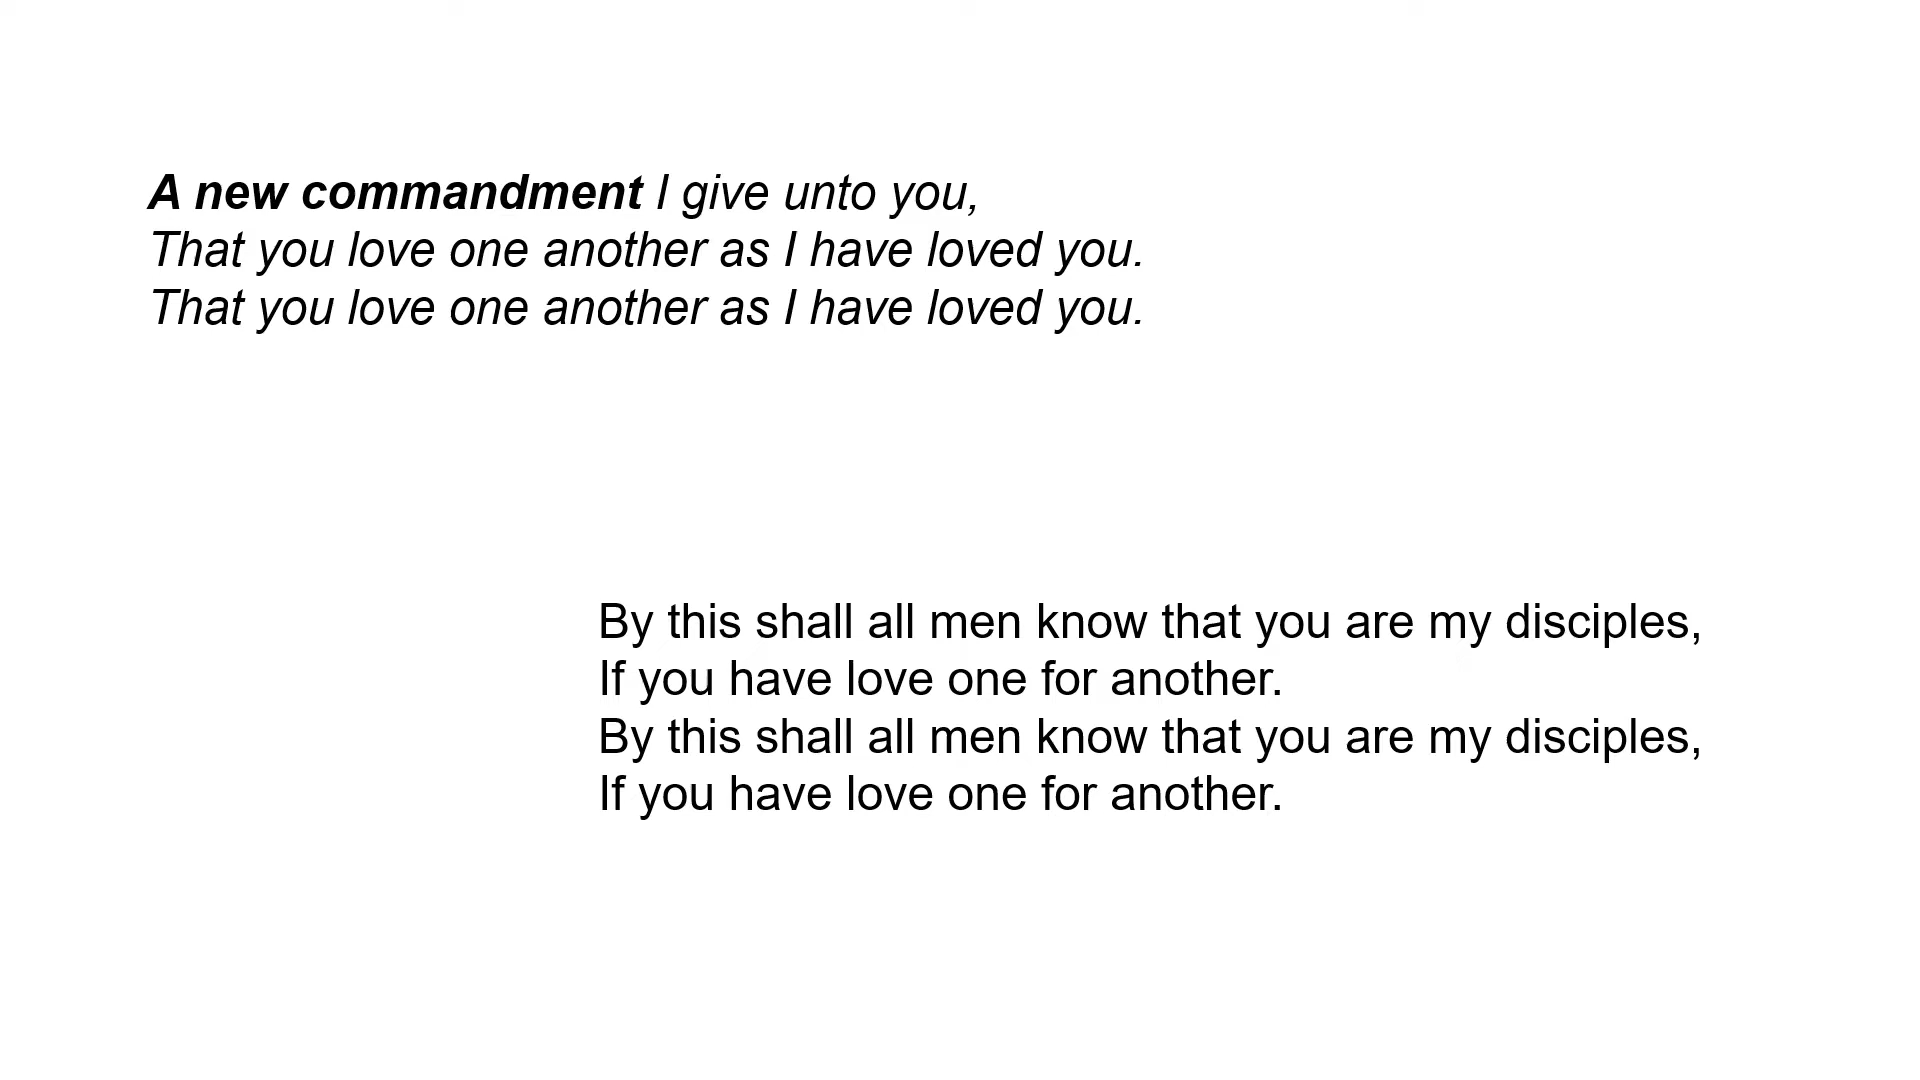 A new commandment I give unto you,
That you love one another as I have loved you.
That you love one another as I have loved you.
By this shall all men know that you are my disciples,
If you have love one for another.
By this shall all men know that you are my disciples,
If you have love one for another.